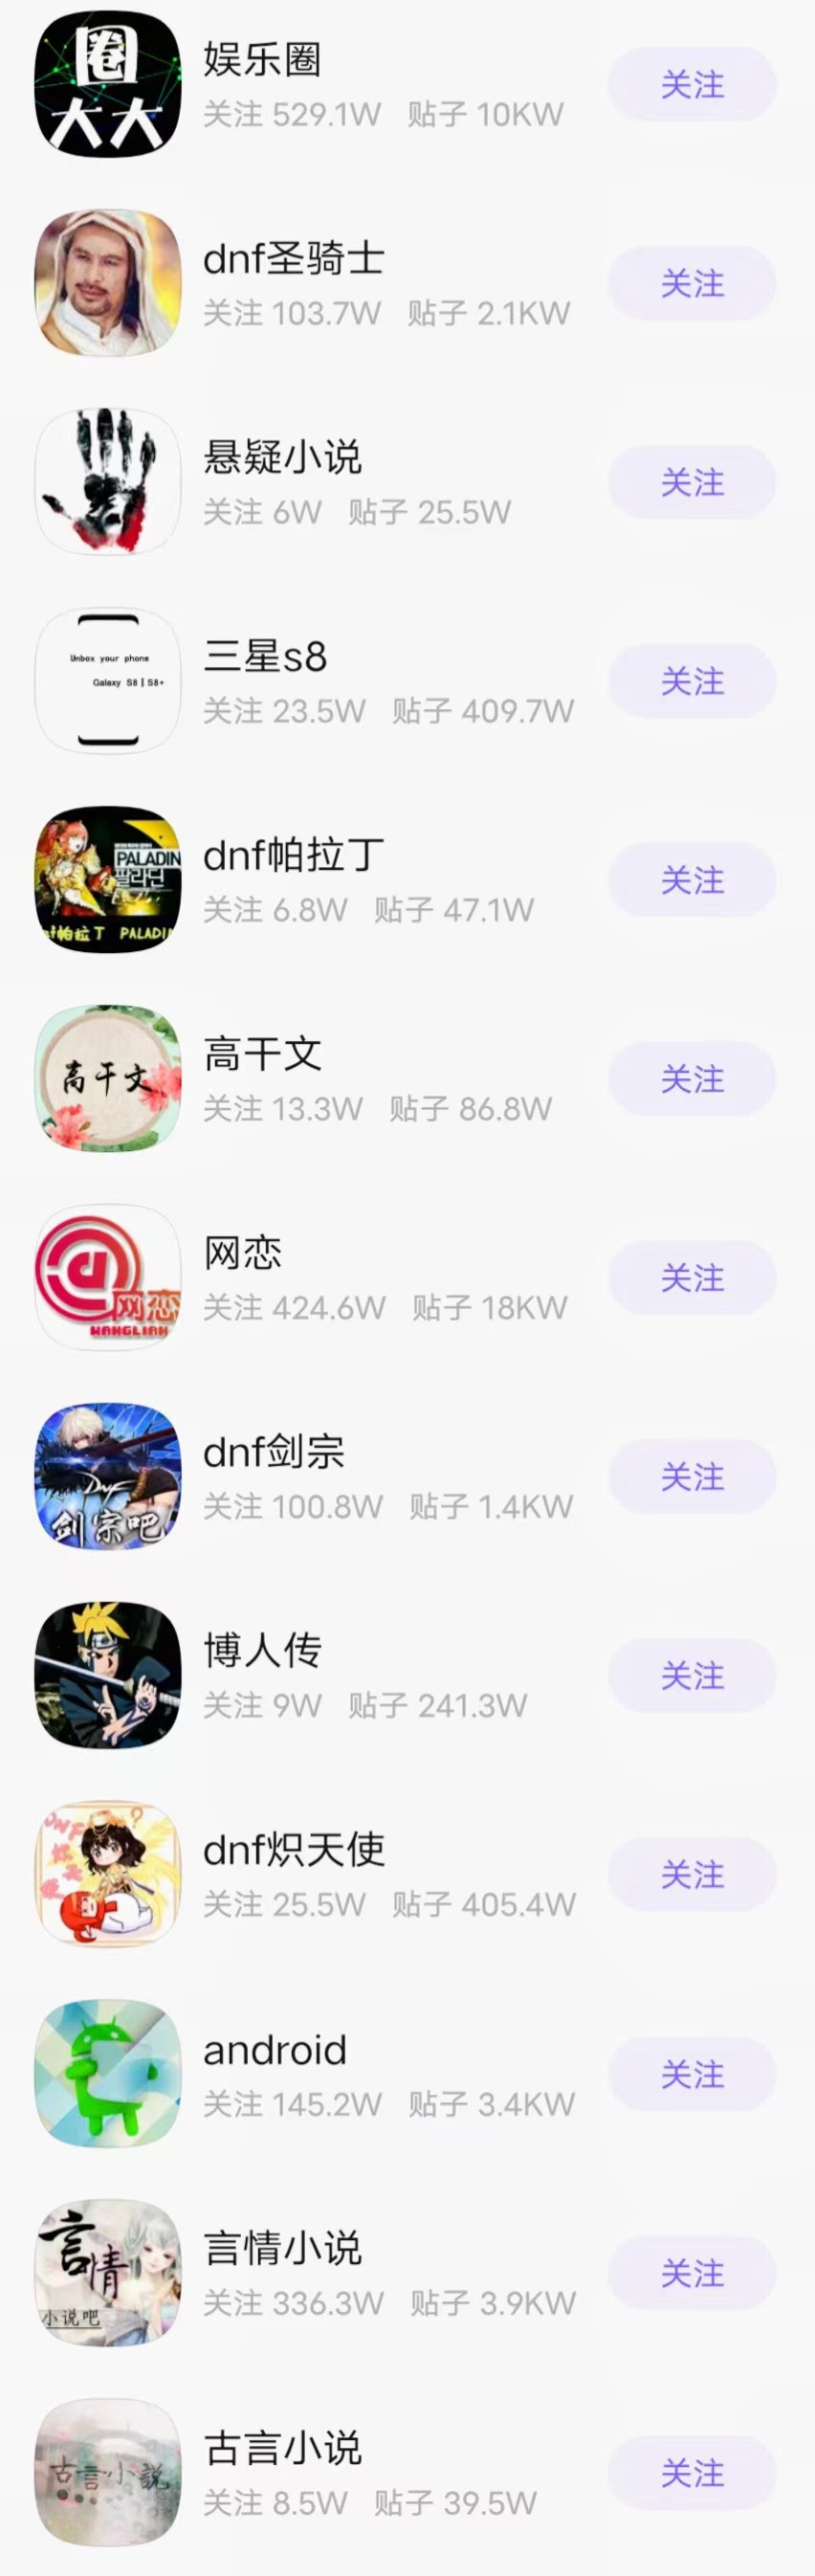 圈
大大
娱乐圈
关注 529.1W 贴子 10KW
关注
dnf圣骑士
关注 103.7W 贴子 2.1KW
关注
悬疑小说
关注 6W 贴子 25.5W
关注
Unbox your phone
Galaxy S8 | S8+
三星s8
关注 23.5W 贴子 409.7W
关注
PALADIN
팔라딘
帕拉丁 PALADI
dnf帕拉丁
关注 6.8W 贴子 47.1W
关注
高干文
高干文
关注 13.3W 贴子 86.8W
关注
网恋
WANGLIAN
网恋
关注 424.6W 贴子 18KW
关注
DNF
剑宗吧
dnf剑宗
关注 100.8W 贴子 1.4KW
关注
博人传
关注 9W 贴子 241.3W
关注
DNF
dnf炽天使
关注 25.5W 贴子 405.4W
关注
android
关注 145.2W 贴子 3.4KW
关注
言情
小说吧
言情小说
关注 336.3W 贴子 3.9KW
关注
古言小説
古言小说
关注 8.5W 贴子 39.5W
关注